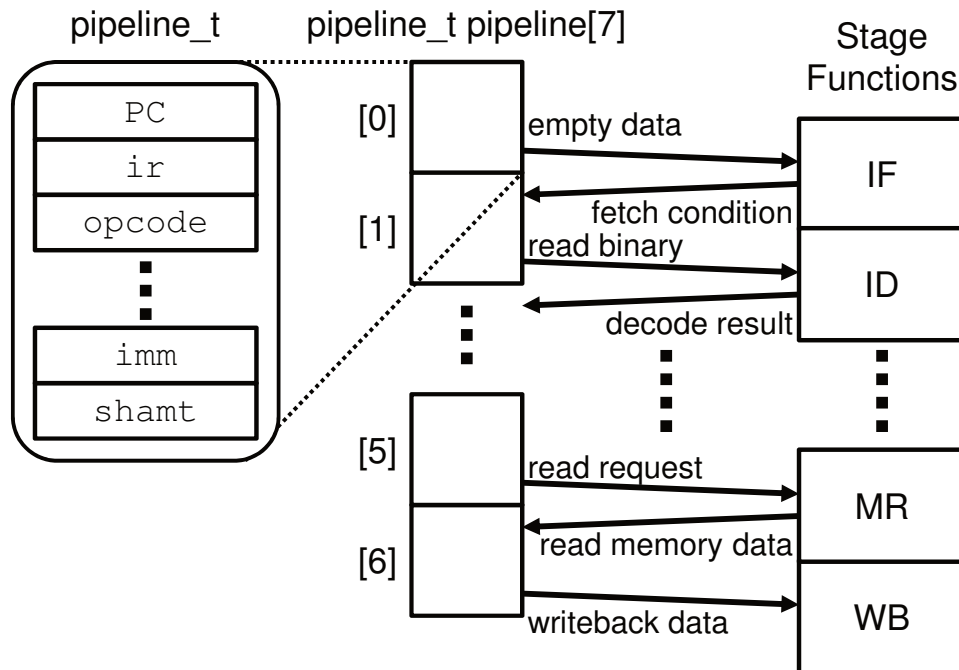 pipeline_t
PC
ir
opcode
imm
shamt
pipeline_t pipeline[7]
[0]
[1]
[5]
[6]
empty data
fetch condition
read binary
decode result
read request
read memory data
writeback data
Stage
Functions
IF
ID
MR
WB